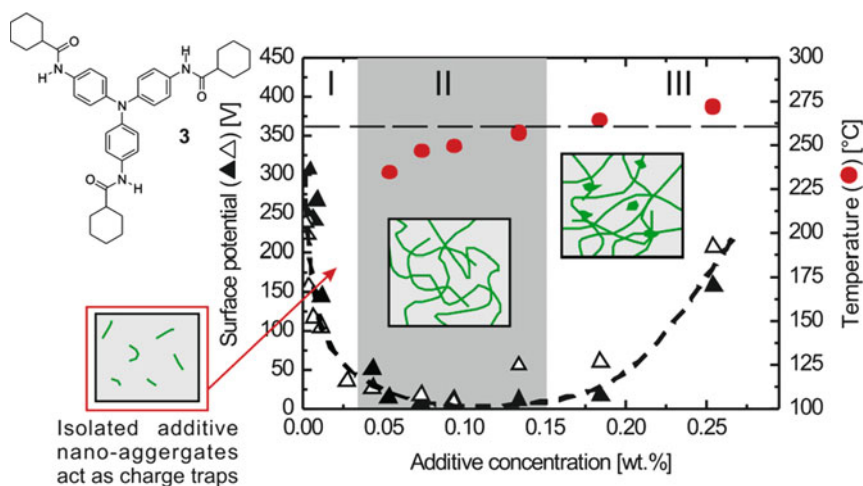 O
N
H
H
N
O
N
3
O
N
H
I
II
III
450
400
350
300
250
200
150
100
50
0
Surface potential (▲△) [V]
300
275
250
225
200
175
150
125
100
Temperature (●) [°C]
0.00 0.05 0.10 0.15 0.20 0.25
Additive concentration [wt.%]
Isolated additive
nano-aggergates
act as charge traps